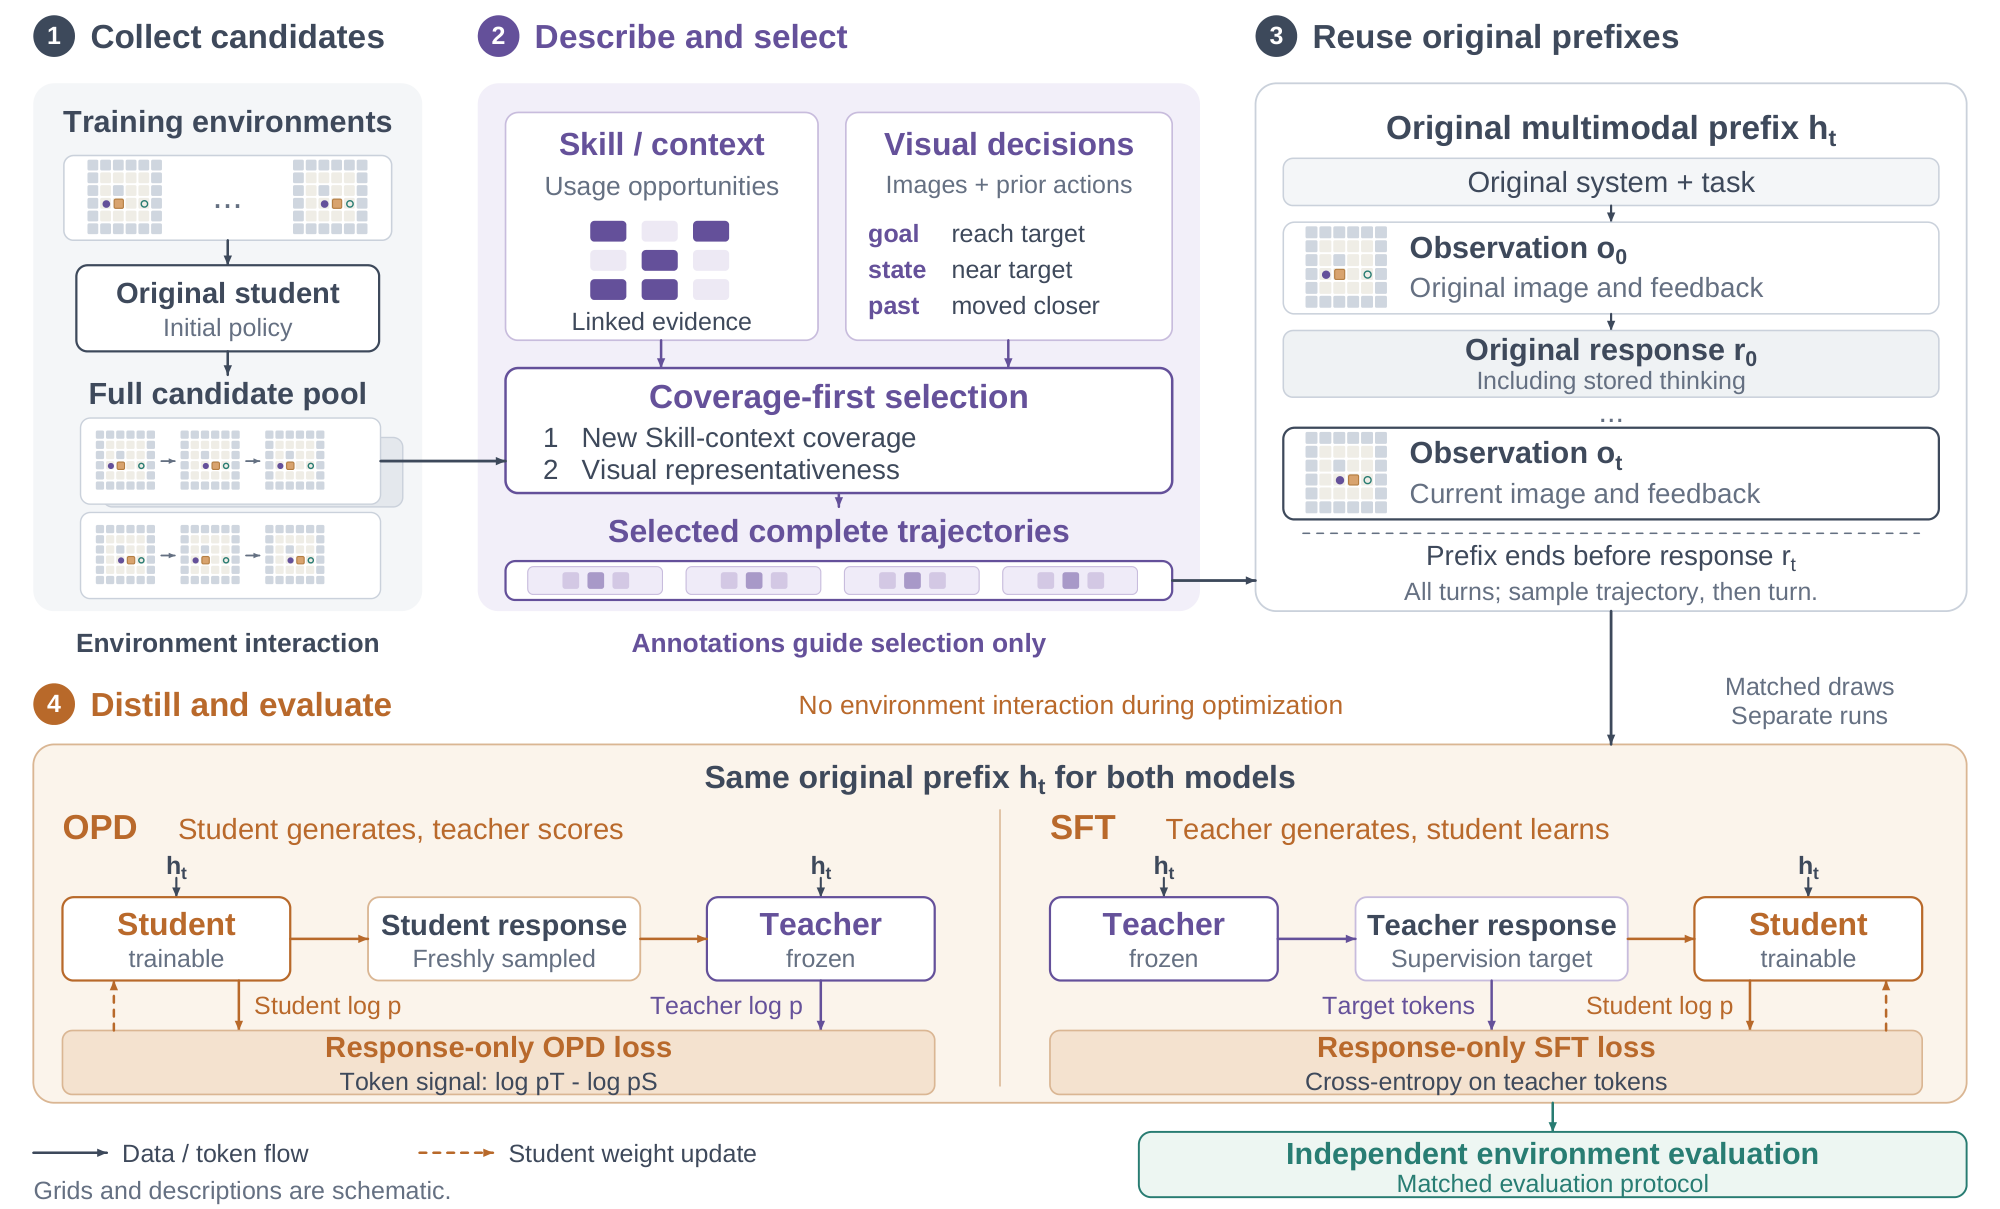 1 Collect candidates
Training environments
...
Original student
Initial policy
Full candidate pool
Environment interaction
2 Describe and select
Skill / context
Usage opportunities
Linked evidence
Visual decisions
Images + prior actions
goal reach target
state near target
past moved closer
Coverage-first selection
1 New Skill-context coverage
2 Visual representativeness
Selected complete trajectories
Annotations guide selection only
3 Reuse original prefixes
Original multimodal prefix hₜ
Original system + task
Observation o₀
Original image and feedback
Original response r₀
Including stored thinking
...
Observation oₜ
Current image and feedback
Prefix ends before response rₜ
All turns; sample trajectory, then turn.
Matched draws
Separate runs
4 Distill and evaluate
No environment interaction during optimization
Same original prefix hₜ for both models
OPD Student generates, teacher scores
hₜ hₜ
Student
trainable
Student response
Freshly sampled
Teacher
frozen
Student log p
Teacher log p
Response-only OPD loss
Token signal: log pT - log pS
SFT Teacher generates, student learns
hₜ hₜ
Teacher
frozen
Teacher response
Supervision target
Student
trainable
Target tokens
Student log p
Response-only SFT loss
Cross-entropy on teacher tokens
Data / token flow
Student weight update
Grids and descriptions are schematic.
Independent environment evaluation
Matched evaluation protocol